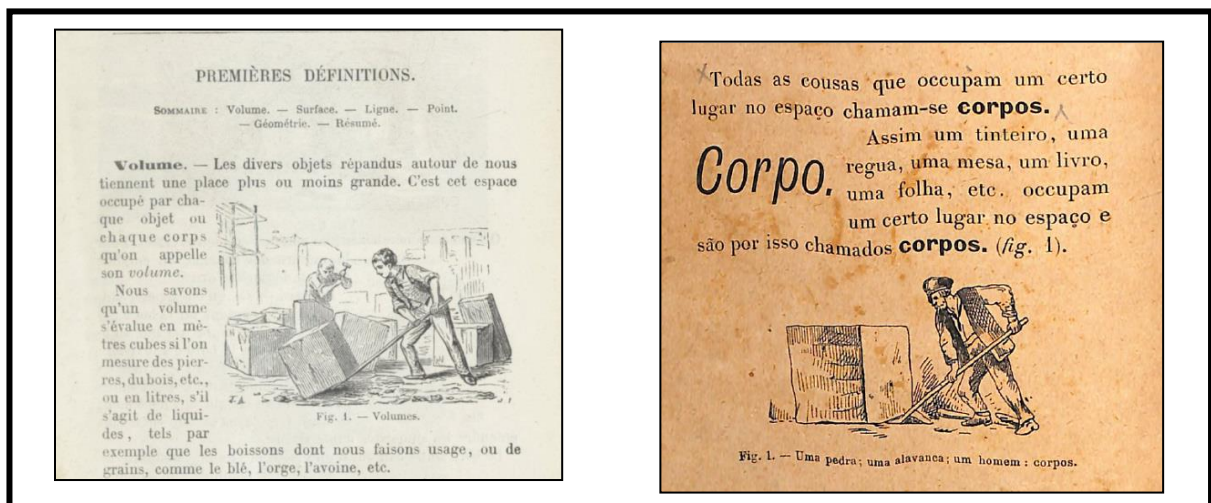 PREMIÈRES DÉFINITIONS.
SOMMAIRE : Volume. — Surface. — Ligne. — Point.
— Géométrie. — Résumé.
Volume. — Les divers objets répandus autour de nous
tiennent une place plus ou moins grande. C'est cet espace
occupé par cha-
que objet ou
chaque corps
qu'on appelle
son volume.
Nous savons
qu'un volume
s'évalue en mè-
tres cubes si l'on
mesure des pier-
res, du bois, etc.,
ou en litres, s'il
s'agit de liqui-
des, tels par
exemple que les boissons dont nous faisons usage, ou de
grains, comme le blé, l'orge, l'avoine, etc.
Fig. 1. — Volumes.
Todas as cousas que occupam um certo
lugar no espaço chamam-se corpos.
Corpo.
Assim um tinteiro, uma
regua, uma mesa, um livro,
uma folha, etc. occupam
um certo lugar no espaço e
são por isso chamados corpos. (fig. 1).
Fig. 1. — Uma pedra; uma alavanca; um homem : corpos.